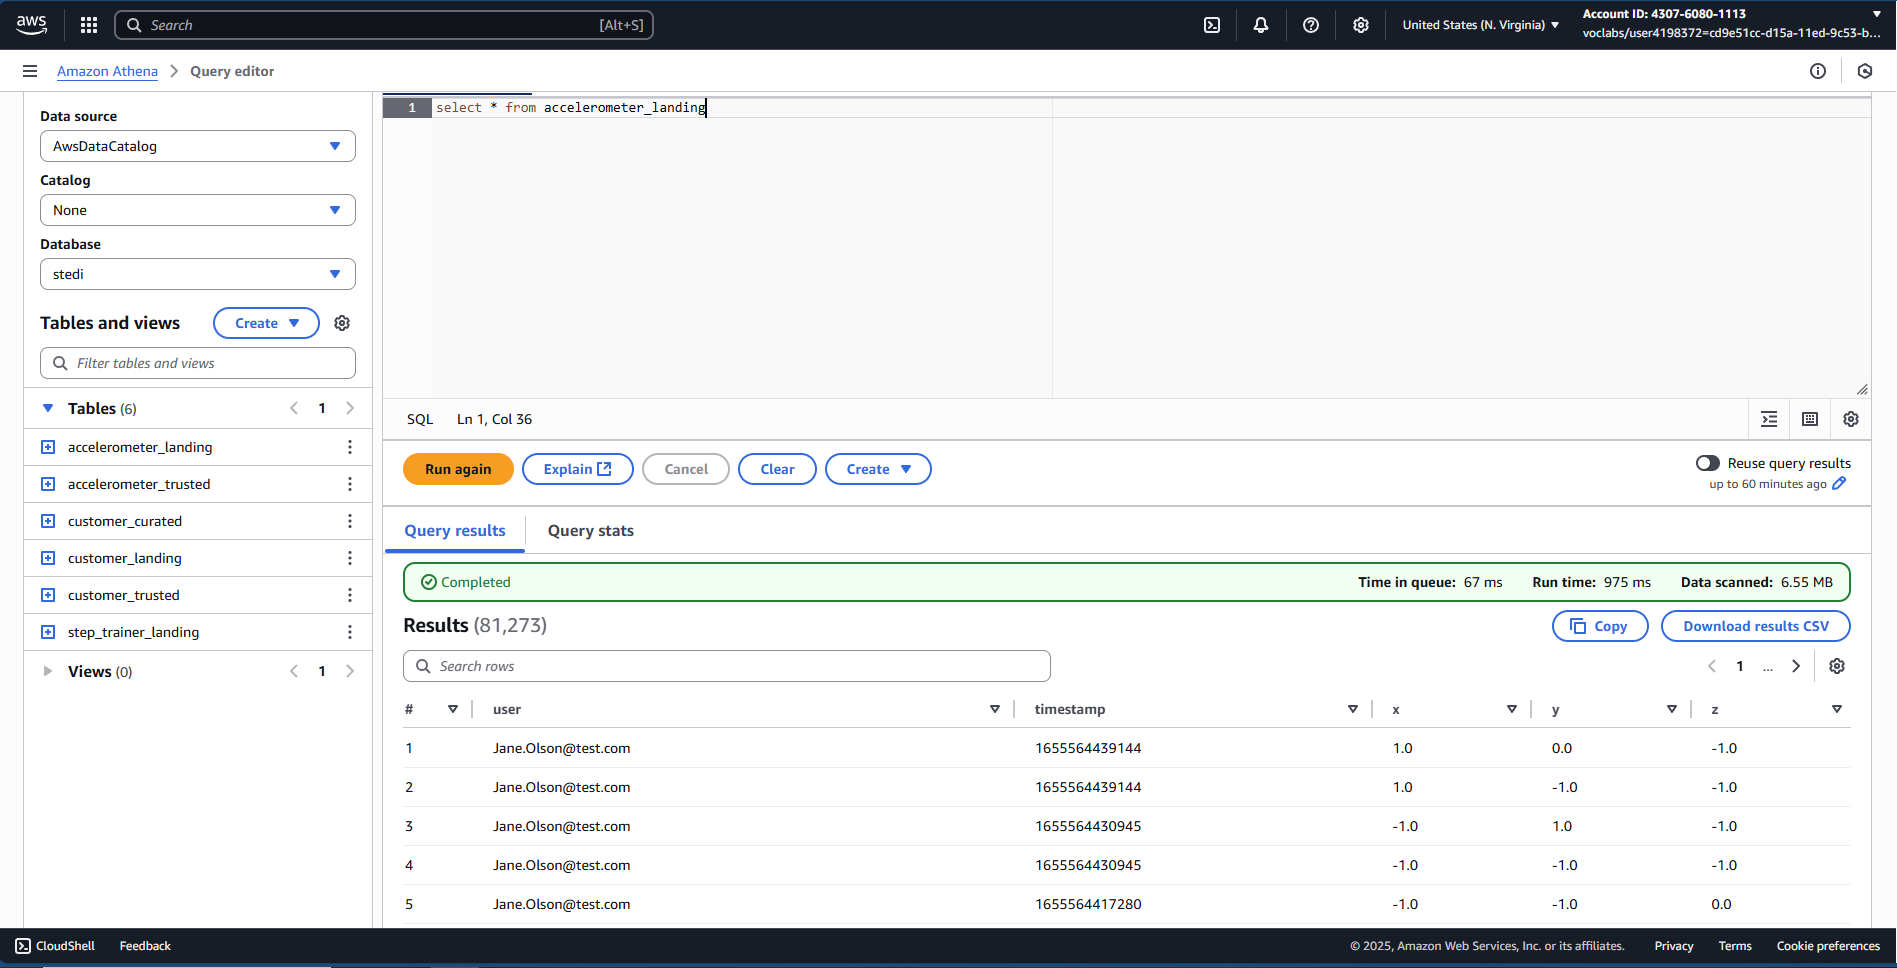 aws
Search [Alt+S]
United States (N. Virginia)
Account ID: 4307-6080-1113
voclabs/user4198372=cd9e51cc-d15a-11ed-9c53-b...
Amazon Athena
Query editor
Data source
AwsDataCatalog
Catalog
None
Database
stedi
Tables and views
Create
Filter tables and views
Tables (6)
1
accelerometer_landing
accelerometer_trusted
customer_curated
customer_landing
customer_trusted
step_trainer_landing
Views (0)
1
1 select * from accelerometer_landing
SQL Ln 1, Col 36
Run again Explain Cancel Clear Create
Reuse query results
up to 60 minutes ago
Query results Query stats
Completed
Time in queue: 67 ms Run time: 975 ms Data scanned: 6.55 MB
Results (81,273)
Copy Download results CSV
Search rows
1 ...
# user timestamp x y z
1 Jane.Olson@test.com 1655564439144 1.0 0.0 -1.0
2 Jane.Olson@test.com 1655564439144 1.0 -1.0 -1.0
3 Jane.Olson@test.com 1655564430945 -1.0 1.0 -1.0
4 Jane.Olson@test.com 1655564430945 -1.0 -1.0 -1.0
5 Jane.Olson@test.com 1655564417280 -1.0 -1.0 0.0
CloudShell Feedback
© 2025, Amazon Web Services, Inc. or its affiliates. Privacy Terms Cookie preferences